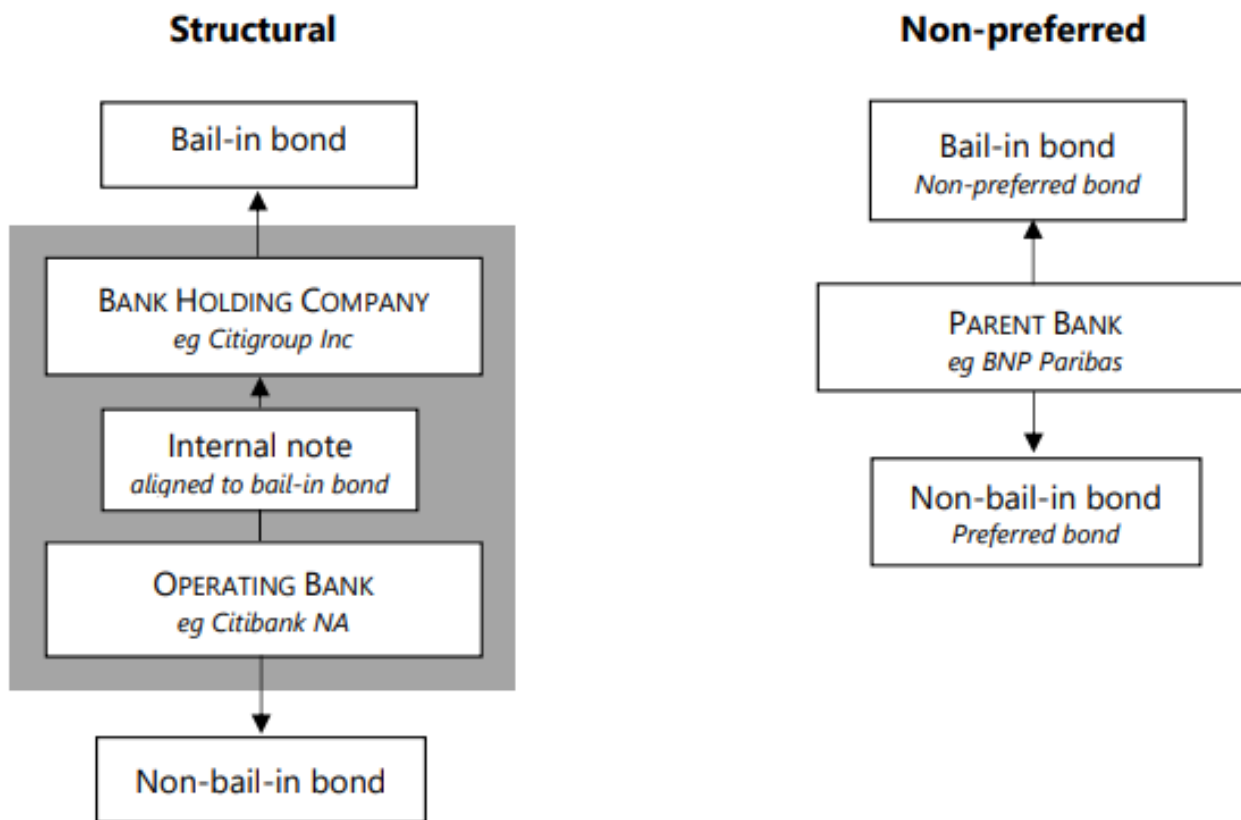 Structural
Bail-in bond
BANK HOLDING COMPANY
eg Citigroup Inc
Internal note
aligned to bail-in bond
OPERATING BANK
eg Citibank NA
Non-bail-in bond
Non-preferred
Bail-in bond
Non-preferred bond
PARENT BANK
eg BNP Paribas
Non-bail-in bond
Preferred bond